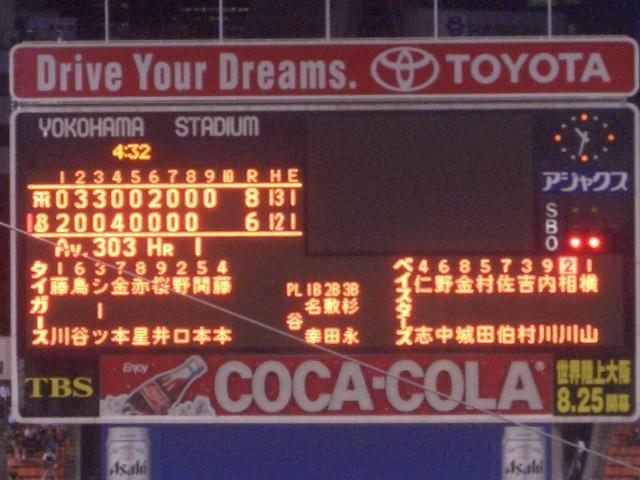 Drive Your Dreams. TOYOTA
YOKOHAMA STADIUM
4:32
アジャクス
1 2 3 4 5 6 7 8 9 10 R H E
0 3 3 0 0 2 0 0 0 8 13 1
2 0 0 4 0 0 0 0 6 12 1
S
B
O
Av. 303 HR 1
タイガース
1 6 3 7 8 9 2 5 4
藤 鳥 シ 金 赤 桜 野 関 藤
川 谷 ー ツ 本 星 井 口 本 本
PL 1B 2B 3B
谷 名 敷 杉
幸 田 永
ベイスターズ
4 6 8 5 7 3 9 2 1
仁 野 金 村 佐 吉 内 相 横
志 中 城 田 伯 村 川 川 山
TBS
Enjoy
COCA-COLA
世界陸上大阪
8.25開幕
Asahi
Asahi